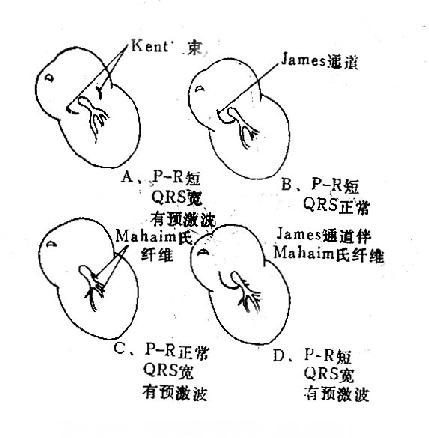 Kent' 束
James通道
A、P-R短
QRS宽
有预激波
B、P-R短
QRS正常
Mahaim氏
纤维
James通道伴
Mahaim氏纤维
C、P-R正常
QRS宽
有预激波
D、P-R短
QRS宽
有预激波